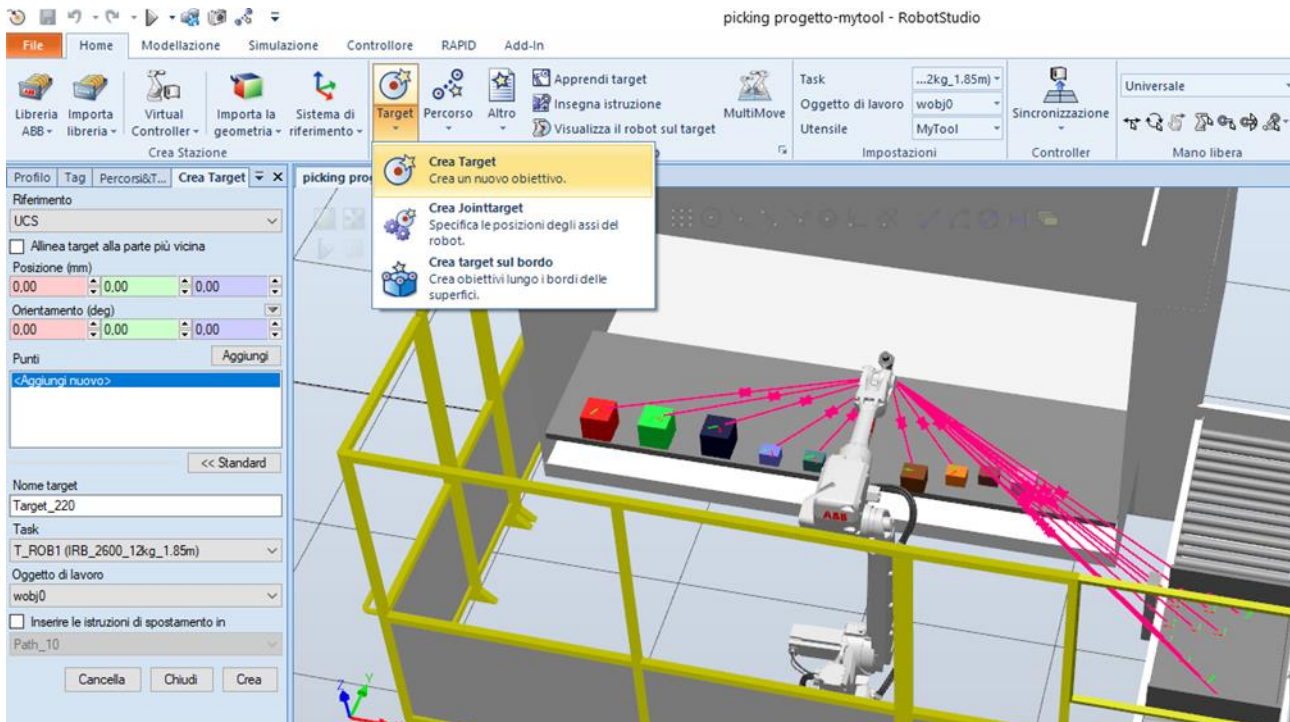 picking progetto-mytool - RobotStudio
File Home Modellazione Simulazione Controllore RAPID Add-In
Libreria ABB
Importa libreria
Virtual Controller
Importa la geometria
Sistema di riferimento
Target
Percorso
Altro
Apprendi target
Insegna istruzione
Visualizza il robot sul target
MultiMove
Task ...2kg_1.85m)
Oggetto di lavoro wobj0
Utensile MyTool
Sincronizzazione
Universale
Crea Stazione
Impostazioni
Controller
Mano libera
Crea Target
Crea un nuovo obiettivo.
Crea Jointtarget
Specifica le posizioni degli assi del
robot.
Crea target sul bordo
Crea obiettivi lungo i bordi delle
superfici.
Profilo Tag Percorsi&T... Crea Target
picking pro
Riferimento
UCS
Allinea target alla parte più vicina
Posizione (mm)
0,00 0,00 0,00
Orientamento (deg)
0,00 0,00 0,00
Punti Aggiungi
<Aggiungi nuovo>
<< Standard
Nome target
Target_220
Task
T_ROB1 (IRB_2600_12kg_1.85m)
Oggetto di lavoro
wobj0
Inserire le istruzioni di spostamento in
Path_10
Cancella Chiudi Crea
ABB
Z Y